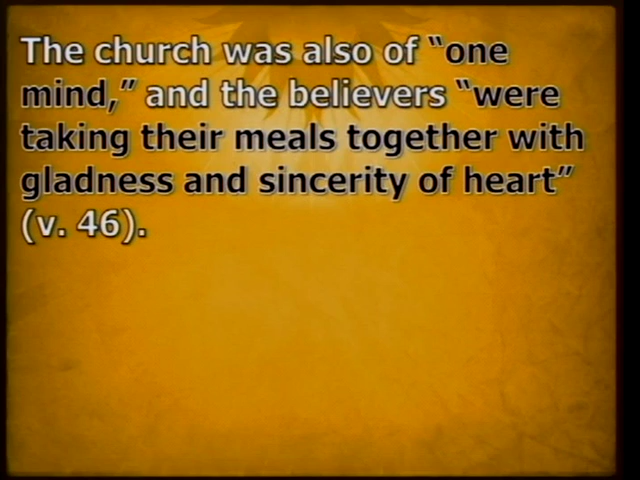 The church was also of “one
mind,” and the believers “were
taking their meals together with
gladness and sincerity of heart”
(v. 46).